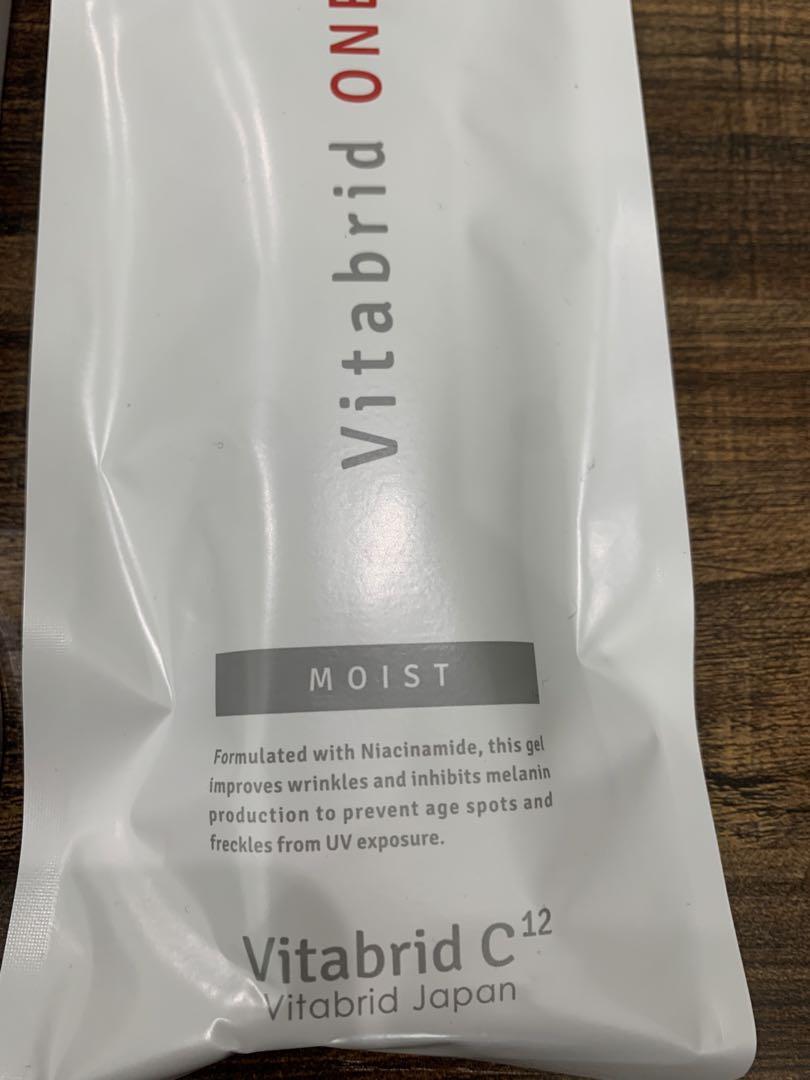 Vitabrid ONE
MOIST
Formulated with Niacinamide, this gel
improves wrinkles and inhibits melanin
production to prevent age spots and
freckles from UV exposure.
Vitabrid C12
Vitabrid Japan